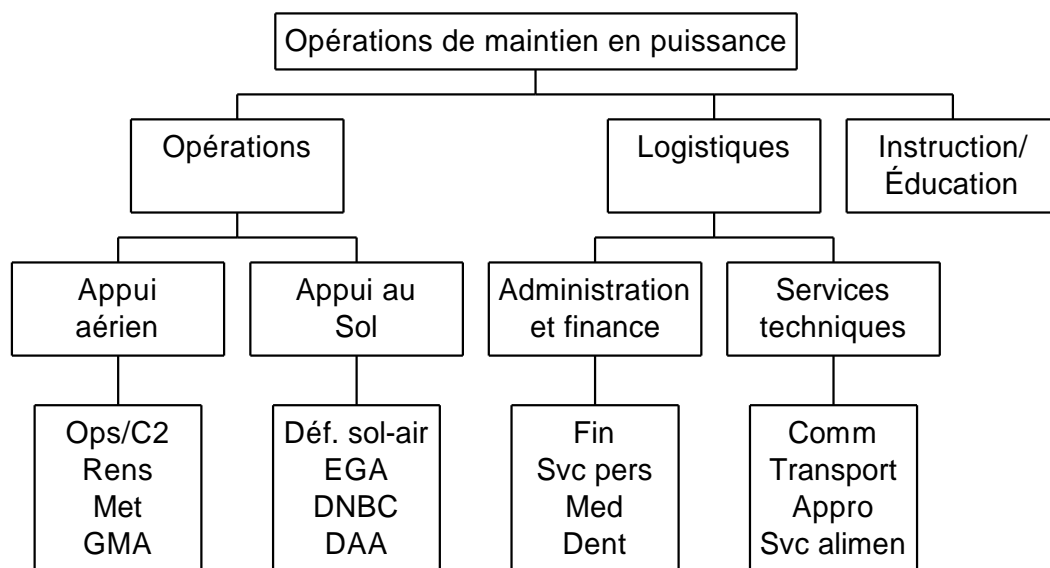 Opérations de maintien en puissance
Opérations
Logistiques
Instruction/
Éducation
Appui
aérien
Appui au
Sol
Administration
et finance
Services
techniques
Ops/C2
Rens
Met
GMA
Déf. sol-air
EGA
DNBC
DAA
Fin
Svc pers
Med
Dent
Comm
Transport
Appro
Svc alimen